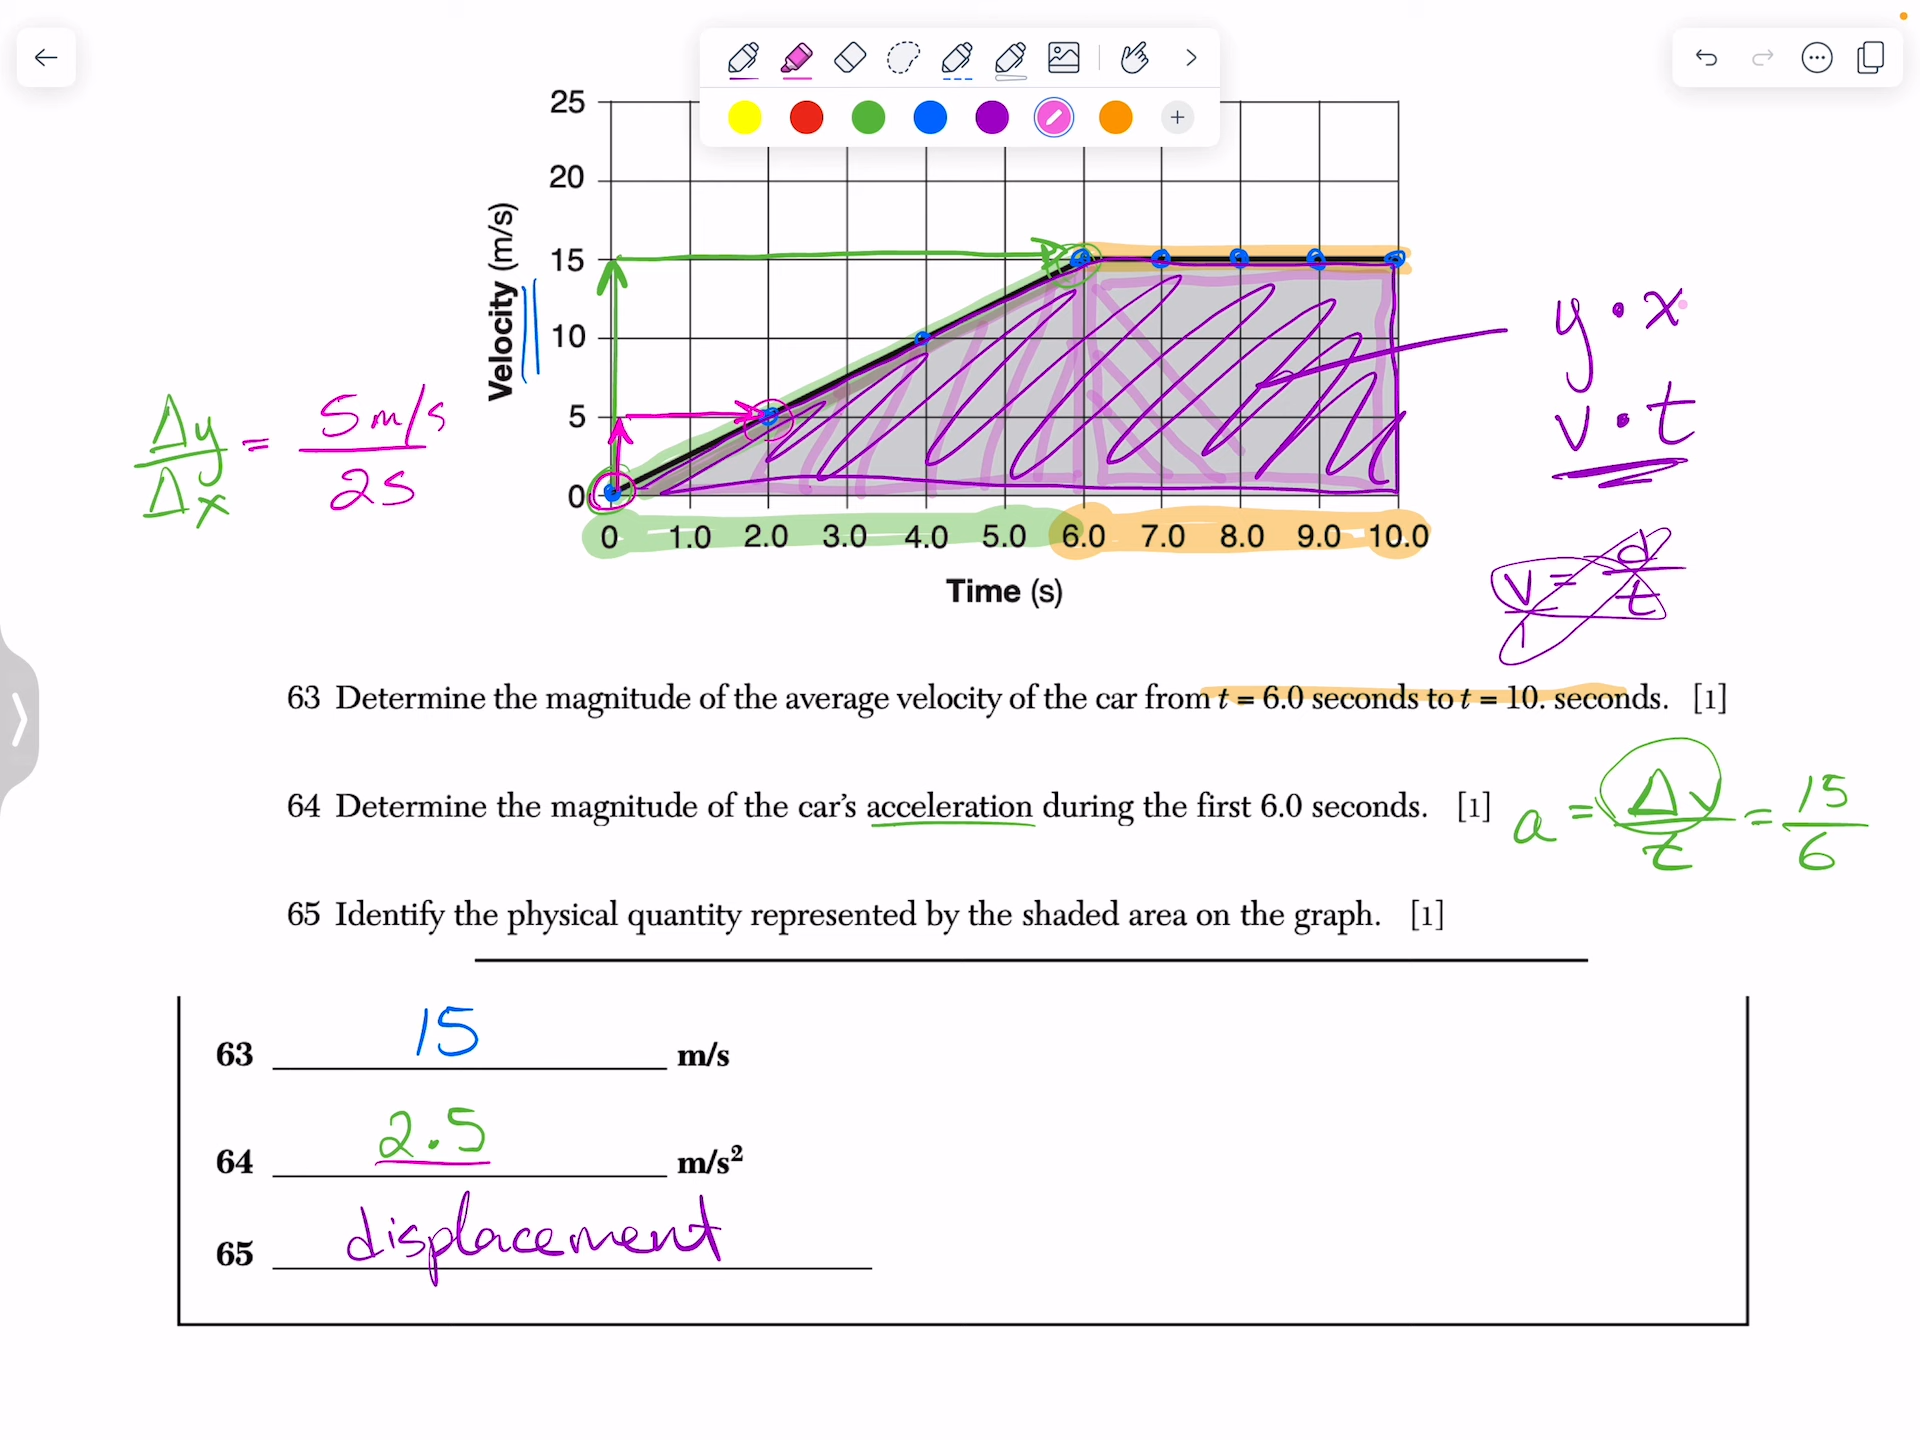 25
20
15
10
5
0
Velocity (m/s)
0 1.0 2.0 3.0 4.0 5.0 6.0 7.0 8.0 9.0 10.0
Time (s)
Δy/Δx = 5 m/s / 2s
y • x
v • t
v/1 = d/t
63 Determine the magnitude of the average velocity of the car from t = 6.0 seconds to t = 10. seconds. [1]
64 Determine the magnitude of the car’s acceleration during the first 6.0 seconds. [1]
a = Δv/t = 15/6
65 Identify the physical quantity represented by the shaded area on the graph. [1]
63 15 m/s
64 2.5 m/s²
65 displacement